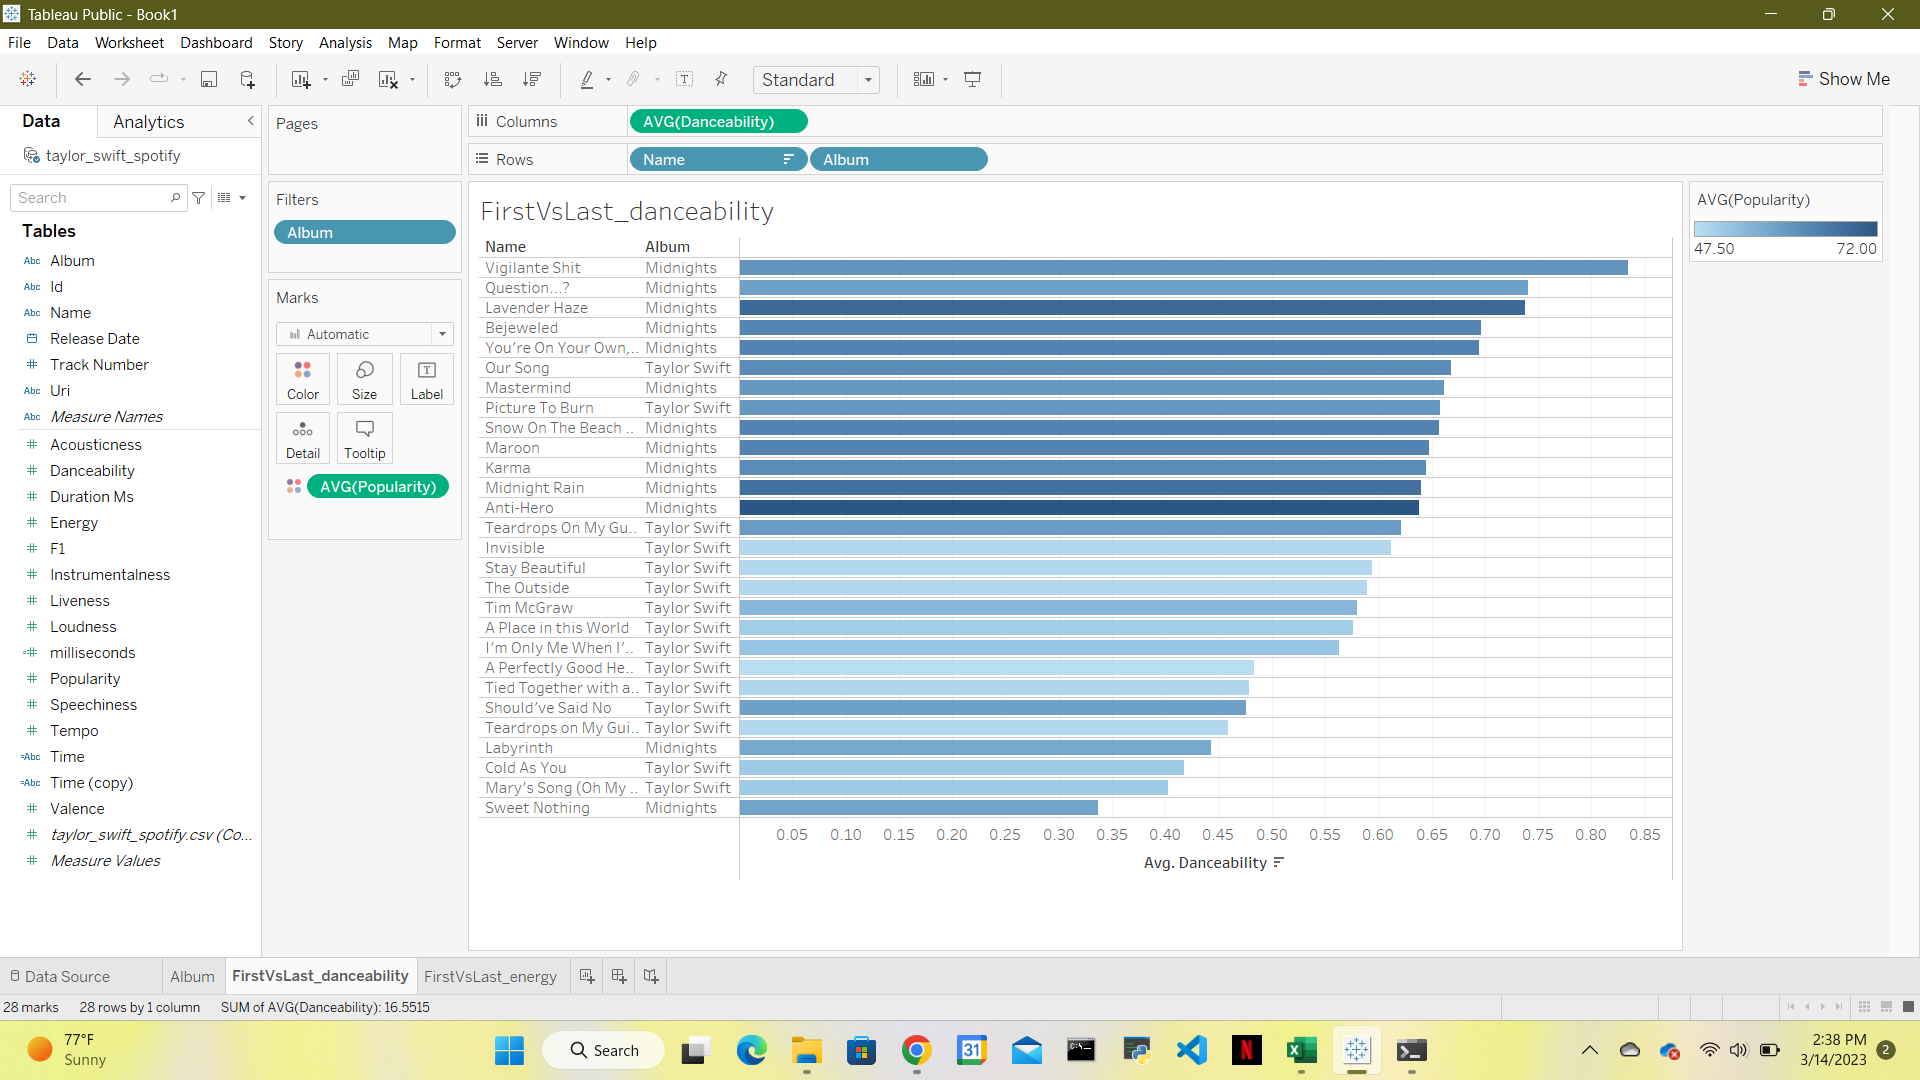 Tableau Public - Book1
File Data Worksheet Dashboard Story Analysis Map Format Server Window Help
Standard
Show Me
Data Analytics
taylor_swift_spotify
Search
Tables
Abc Album
Abc Id
Abc Name
Release Date
# Track Number
Abc Uri
Abc Measure Names
# Acousticness
# Danceability
# Duration Ms
# Energy
# F1
# Instrumentalness
# Liveness
# Loudness
=# milliseconds
# Popularity
# Speechiness
# Tempo
=Abc Time
=Abc Time (copy)
# Valence
# taylor_swift_spotify.csv (Co...
# Measure Values
Pages
Filters
Album
Marks
Automatic
Color Size Label
Detail Tooltip
AVG(Popularity)
Columns AVG(Danceability)
Rows Name Album
FirstVsLast_danceability
Name Album
Vigilante Shit Midnights
Question...? Midnights
Lavender Haze Midnights
Bejeweled Midnights
You're On Your Own,.. Midnights
Our Song Taylor Swift
Mastermind Midnights
Picture To Burn Taylor Swift
Snow On The Beach .. Midnights
Maroon Midnights
Karma Midnights
Midnight Rain Midnights
Anti-Hero Midnights
Teardrops On My Gu.. Taylor Swift
Invisible Taylor Swift
Stay Beautiful Taylor Swift
The Outside Taylor Swift
Tim McGraw Taylor Swift
A Place in this World Taylor Swift
I'm Only Me When I'.. Taylor Swift
A Perfectly Good He.. Taylor Swift
Tied Together with a.. Taylor Swift
Should've Said No Taylor Swift
Teardrops on My Gui.. Taylor Swift
Labyrinth Midnights
Cold As You Taylor Swift
Mary's Song (Oh My .. Taylor Swift
Sweet Nothing Midnights
0.05 0.10 0.15 0.20 0.25 0.30 0.35 0.40 0.45 0.50 0.55 0.60 0.65 0.70 0.75 0.80 0.85
Avg. Danceability
AVG(Popularity)
47.50 72.00
Data Source Album FirstVsLast_danceability FirstVsLast_energy
28 marks 28 rows by 1 column SUM of AVG(Danceability): 16.5515
77°F
Sunny
Search
31
2:38 PM
3/14/2023
2